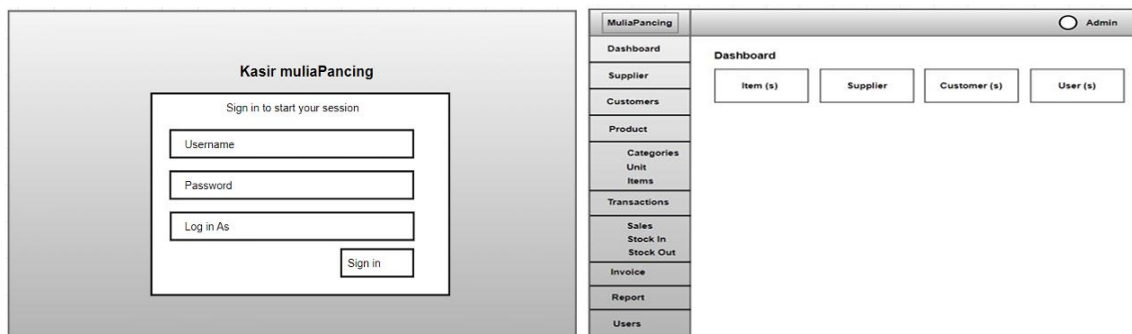 Kasir muliaPancing
Sign in to start your session
Username
Password
Log in As
Sign in
MuliaPancing
Admin
Dashboard
Supplier
Customers
Product
Categories
Unit
Items
Transactions
Sales
Stock In
Stock Out
Invoice
Report
Users
Dashboard
Item (s)
Supplier
Customer (s)
User (s)